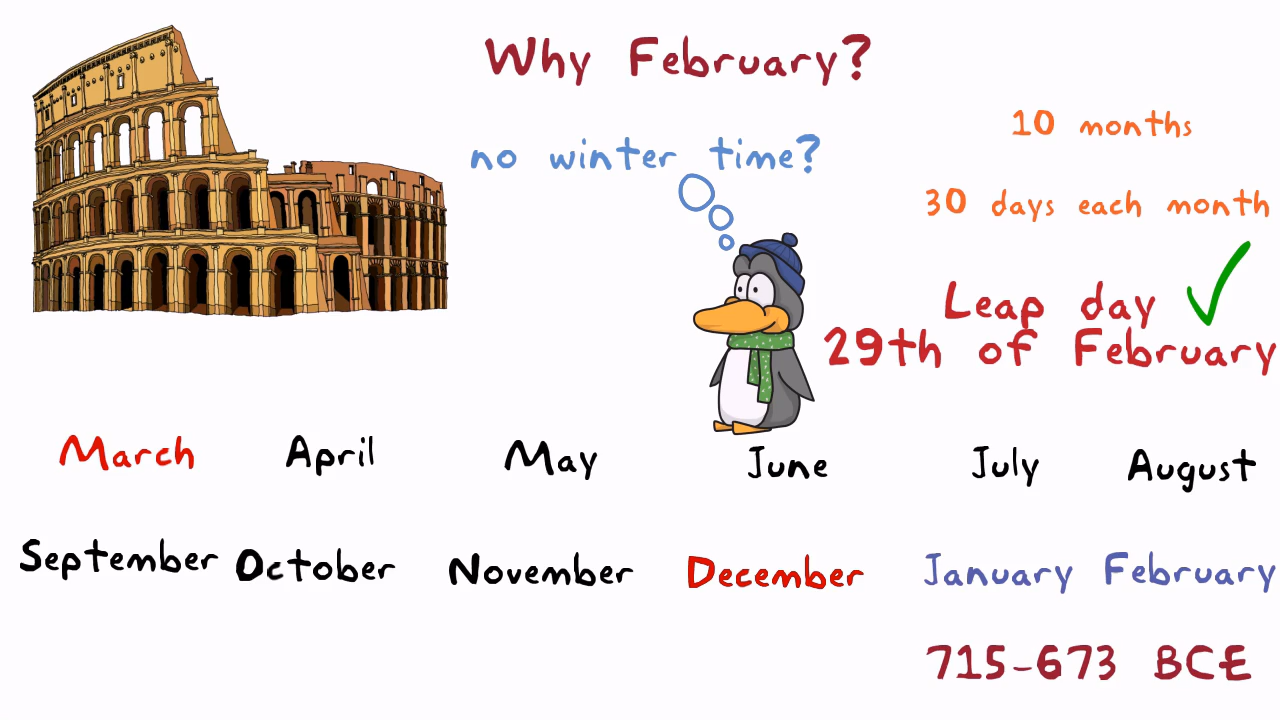 Why February?
no winter time?
10 months
30 days each month
Leap day
29th of February
March April May June July August
September October November December January February
715-673 BCE